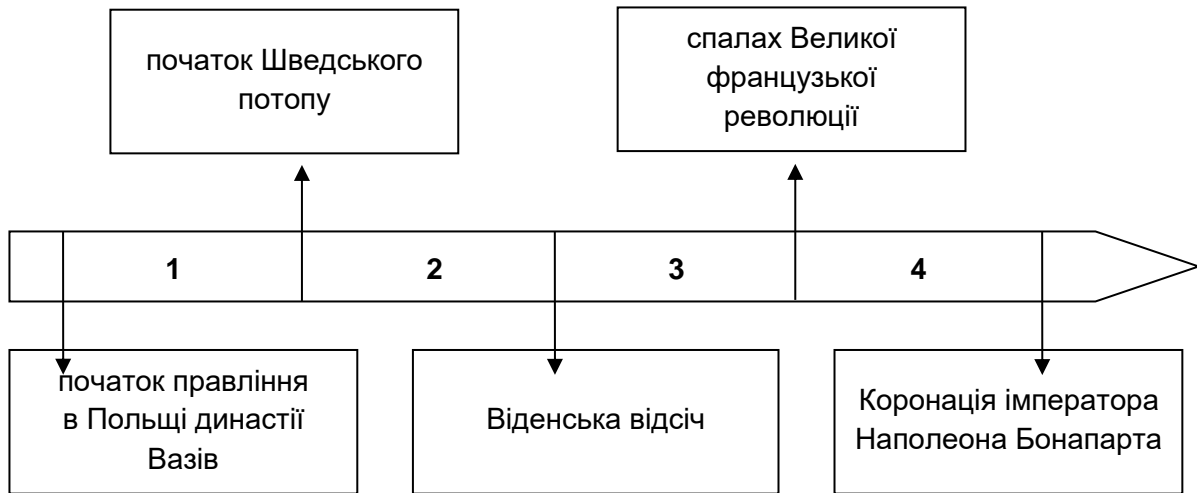 початок Шведського
потопу
спалах Великої
французької
революції
1
2
3
4
початок правління
в Польщі династії
Вазів
Віденська відсіч
Коронація імператора
Наполеона Бонапарта